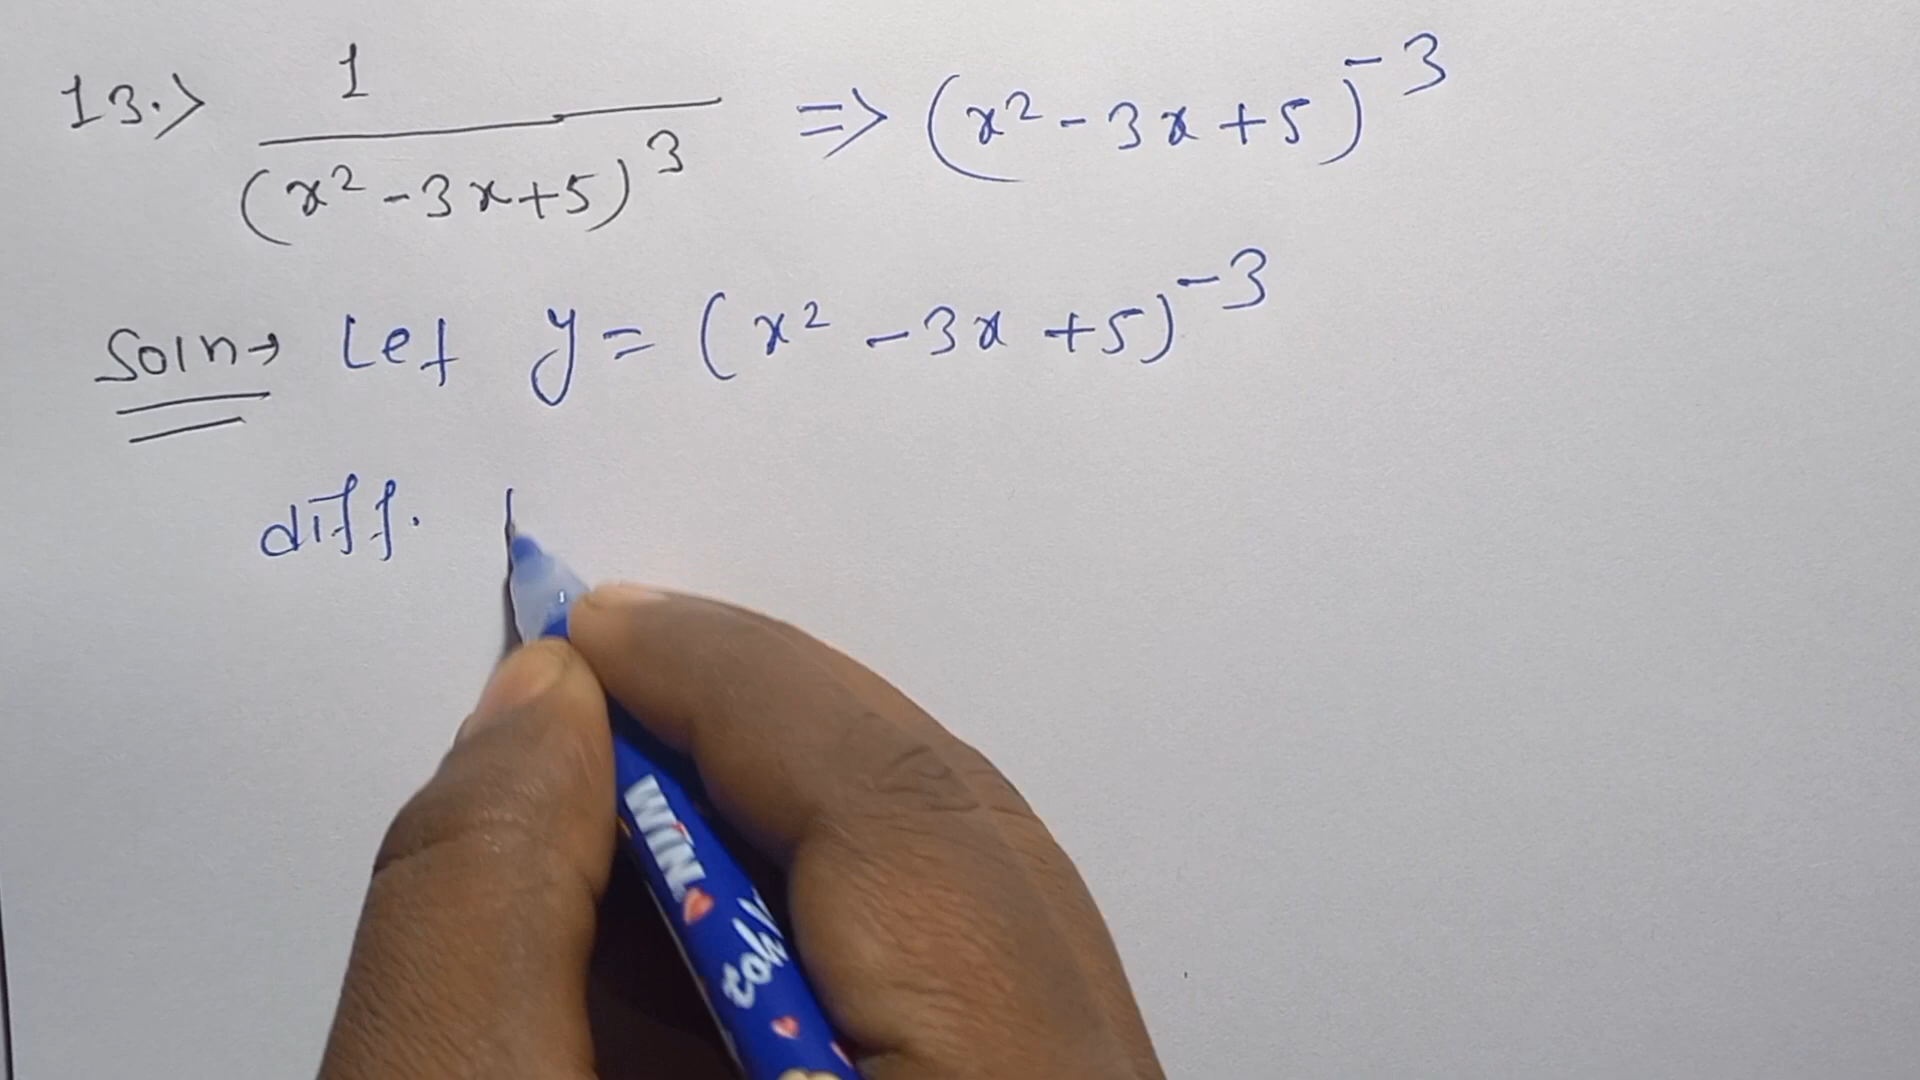 13.> 1/(x² - 3x + 5)³ => (x² - 3x + 5)⁻³
Soln→ Let y = (x² - 3x + 5)⁻³
diff.
WIN